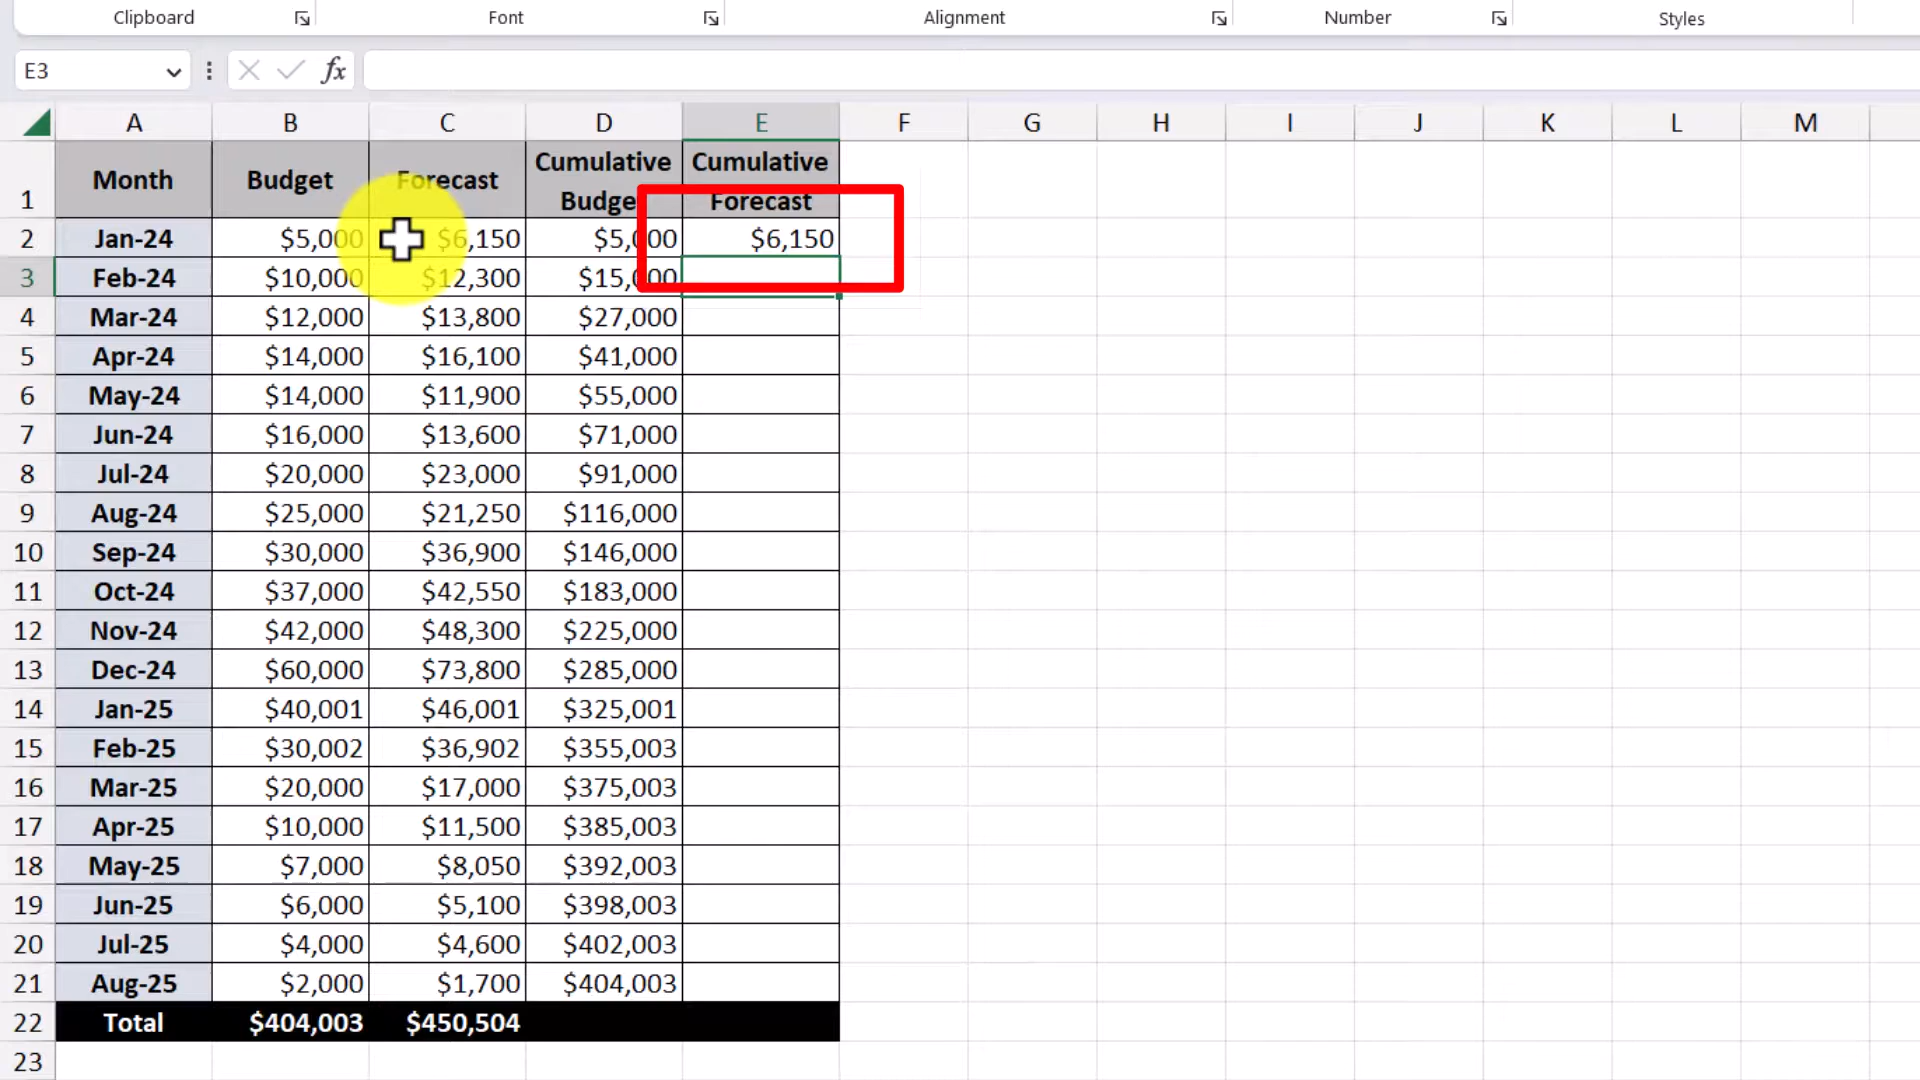 Clipboard Font Alignment Number Styles
E3 fx
A B C D E F G H I J K L M
1 Month Budget Forecast Cumulative Budge Cumulative Forecast
2 Jan-24 $5,000 $6,150 $5,000 $6,150
3 Feb-24 $10,000 $12,300 $15,000
4 Mar-24 $12,000 $13,800 $27,000
5 Apr-24 $14,000 $16,100 $41,000
6 May-24 $14,000 $11,900 $55,000
7 Jun-24 $16,000 $13,600 $71,000
8 Jul-24 $20,000 $23,000 $91,000
9 Aug-24 $25,000 $21,250 $116,000
10 Sep-24 $30,000 $36,900 $146,000
11 Oct-24 $37,000 $42,550 $183,000
12 Nov-24 $42,000 $48,300 $225,000
13 Dec-24 $60,000 $73,800 $285,000
14 Jan-25 $40,001 $46,001 $325,001
15 Feb-25 $30,002 $36,902 $355,003
16 Mar-25 $20,000 $17,000 $375,003
17 Apr-25 $10,000 $11,500 $385,003
18 May-25 $7,000 $8,050 $392,003
19 Jun-25 $6,000 $5,100 $398,003
20 Jul-25 $4,000 $4,600 $402,003
21 Aug-25 $2,000 $1,700 $404,003
22 Total $404,003 $450,504
23